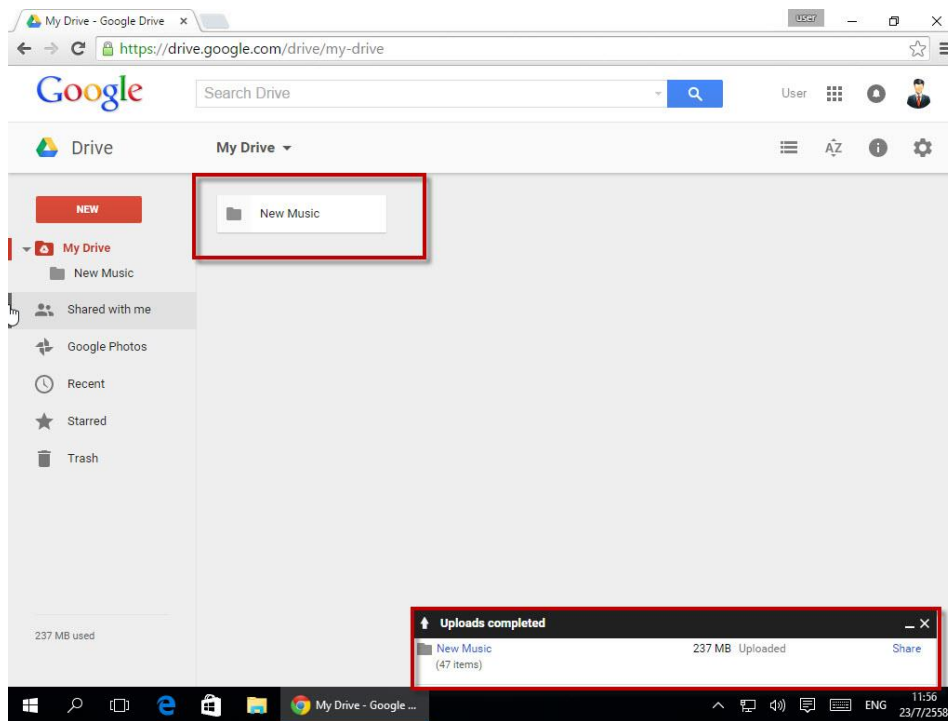 My Drive - Google Drive
user
https://drive.google.com/drive/my-drive
Google
Search Drive
User
Drive
My Drive
AZ
NEW
New Music
My Drive
New Music
Shared with me
Google Photos
Recent
Starred
Trash
237 MB used
Uploads completed
New Music 237 MB Uploaded Share
(47 items)
My Drive - Google ...
ENG
11:56
23/7/2558